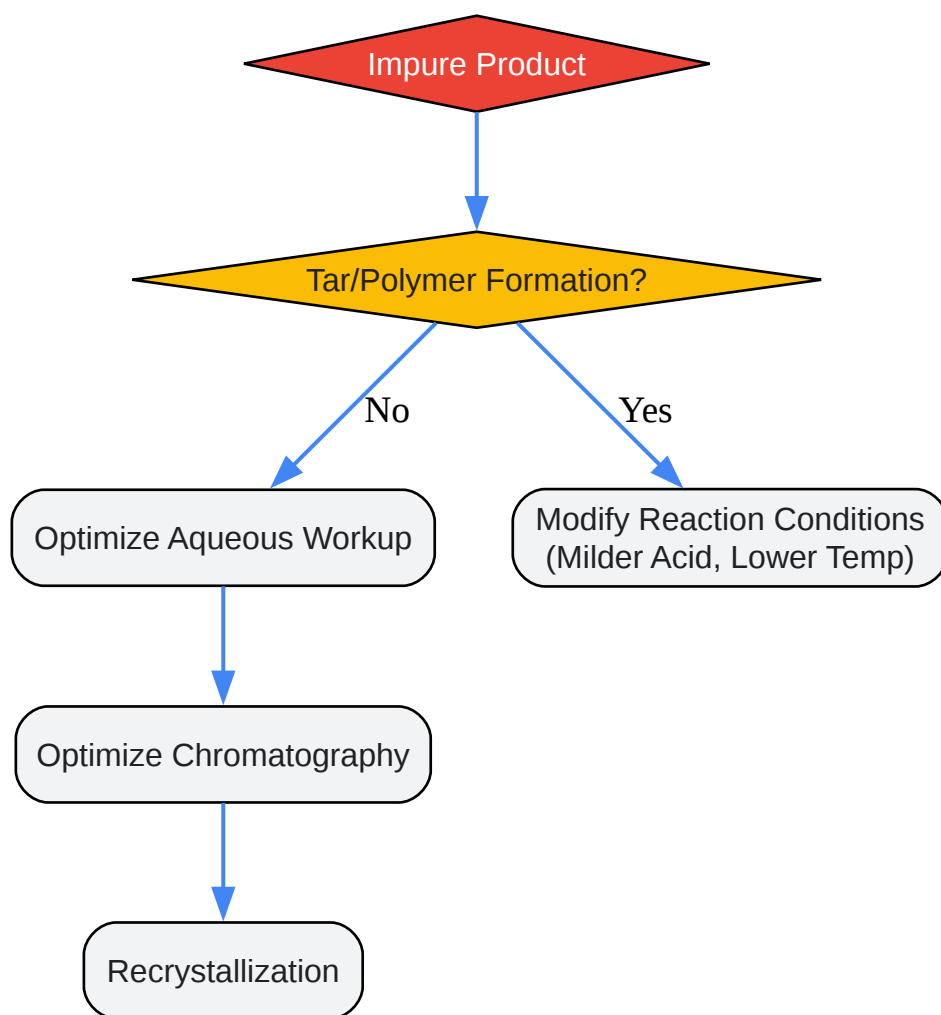 Impure Product
Tar/Polymer Formation?
No
Yes
Optimize Aqueous Workup
Modify Reaction Conditions
(Milder Acid, Lower Temp)
Optimize Chromatography
Recrystallization